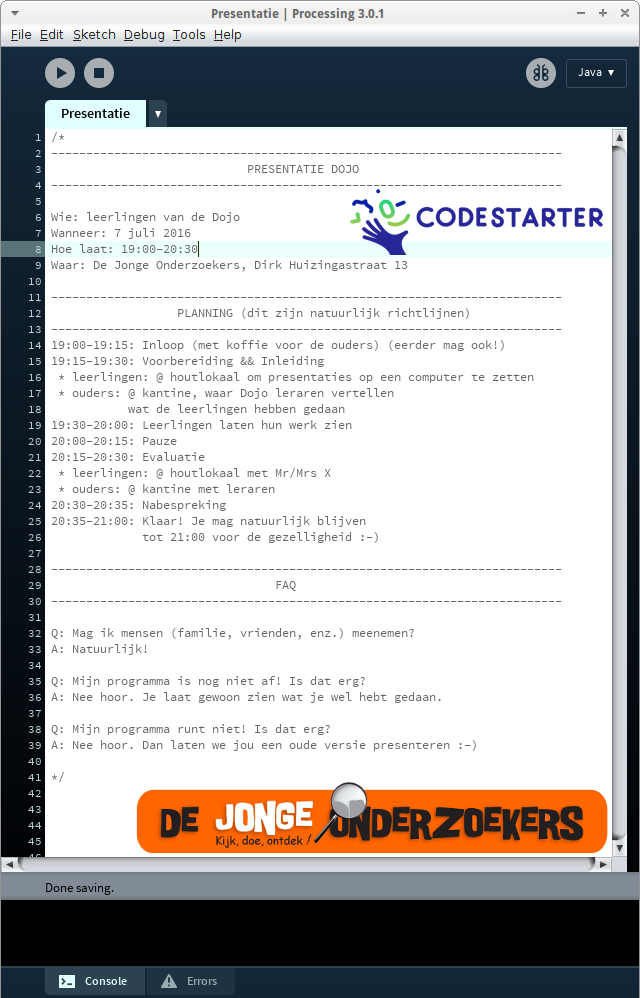 Presentatie | Processing 3.0.1
File Edit Sketch Debug Tools Help
Java ▾
Presentatie ▾
1 /*
2 -------------------------------------------------------------------------
3 PRESENTATIE DOJO
4 -------------------------------------------------------------------------
5
6 Wie: leerlingen van de Dojo
7 Wanneer: 7 juli 2016
8 Hoe laat: 19:00-20:30
9 Waar: De Jonge Onderzoekers, Dirk Huizingastraat 13
CODESTARTER
10
11 -------------------------------------------------------------------------
12 PLANNING (dit zijn natuurlijk richtlijnen)
13 -------------------------------------------------------------------------
14 19:00-19:15: Inloop (met koffie voor de ouders) (eerder mag ook!)
15 19:15-19:30: Voorbereiding && Inleiding
16 * leerlingen: @ houtlokaal om presentaties op een computer te zetten
17 * ouders: @ kantine, waar Dojo leraren vertellen
18 wat de leerlingen hebben gedaan
19 19:30-20:00: Leerlingen laten hun werk zien
20 20:00-20:15: Pauze
21 20:15-20:30: Evaluatie
22 * leerlingen: @ houtlokaal met Mr/Mrs X
23 * ouders: @ kantine met leraren
24 20:30-20:35: Nabespreking
25 20:35-21:00: Klaar! Je mag natuurlijk blijven
26 tot 21:00 voor de gezelligheid :-)
27
28 -------------------------------------------------------------------------
29 FAQ
30 -------------------------------------------------------------------------
31
32 Q: Mag ik mensen (familie, vrienden, enz.) meenemen?
33 A: Natuurlijk!
34
35 Q: Mijn programma is nog niet af! Is dat erg?
36 A: Nee hoor. Je laat gewoon zien wat je wel hebt gedaan.
37
38 Q: Mijn programma runt niet! Is dat erg?
39 A: Nee hoor. Dan laten we jou een oude versie presenteren :-)
40
41 */
42
43
44
45
46
DE JONGE ONDERZOEKERS
Kijk, doe, ontdek !
Done saving.
Console Errors